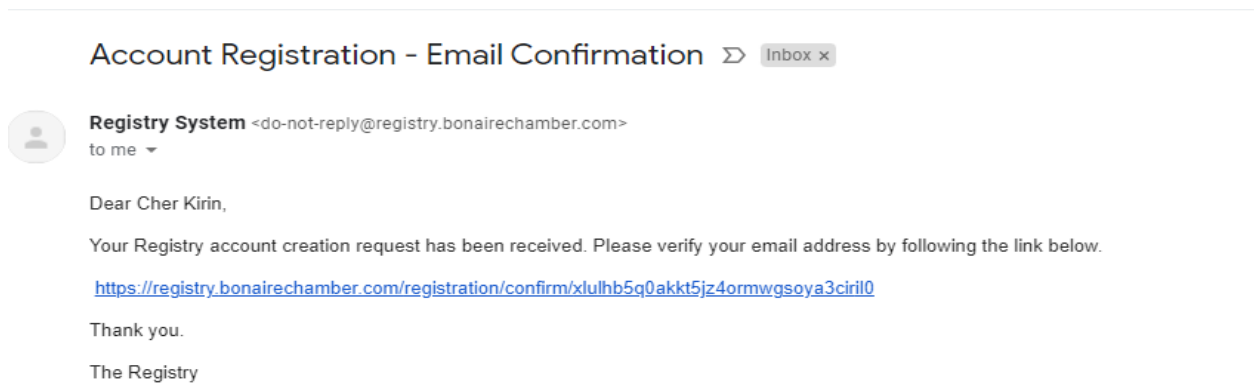 Account Registration - Email Confirmation Inbox x
Registry System <do-not-reply@registry.bonairechamber.com>
to me
Dear Cher Kirin,
Your Registry account creation request has been received. Please verify your email address by following the link below.
https://registry.bonairechamber.com/registration/confirm/xlulhb5q0akkt5jz4ormwgsoya3ciril0
Thank you.
The Registry